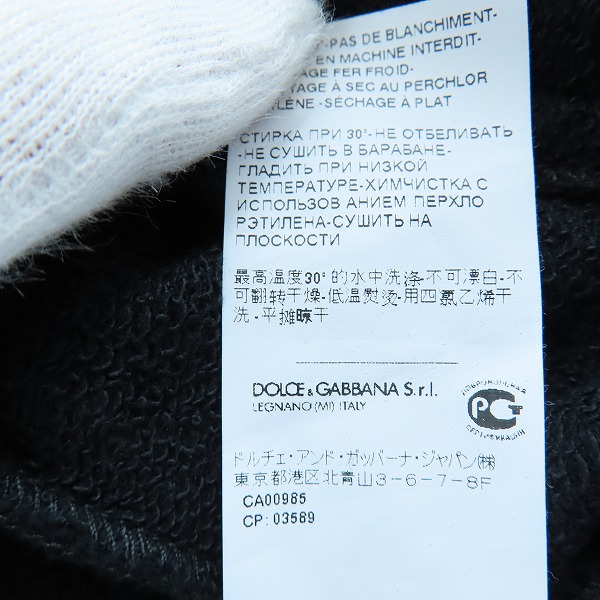 -PAS DE BLANCHIMENT-
EN MACHINE INTERDIT-
FER FROID-
À SEC AU PERCHLOR
-SÉCHAGE À PLAT
СТИРКА ПРИ 30°-НЕ ОТБЕЛИВАТЬ
-НЕ СУШИТЬ В БАРАБАНЕ-
ГЛАДИТЬ ПРИ НИЗКОЙ
ТЕМПЕРАТУРЕ-ХИМЧИСТКА С
ИСПОЛЬЗОВ АНИЕМ ПЕРХЛО
РЭТИЛЕНА-СУШИТЬ НА
ПЛОСКОСТИ
最高温度30°的水中洗涤-不可漂白-不
可翻转干燥-低温熨烫-用四氯乙烯干
洗-平摊晾干
DOLCE & GABBANA S.r.l.
LEGNANO (MI) ITALY
ДОБРОВОЛЬНАЯ
РСТ
СЕРТИФИКАЦИЯ
ドルチェ・アンド・ガッバーナ・ジャパン㈱
東京都港区北青山3-6-7-8F
CA00985
CP: 03589